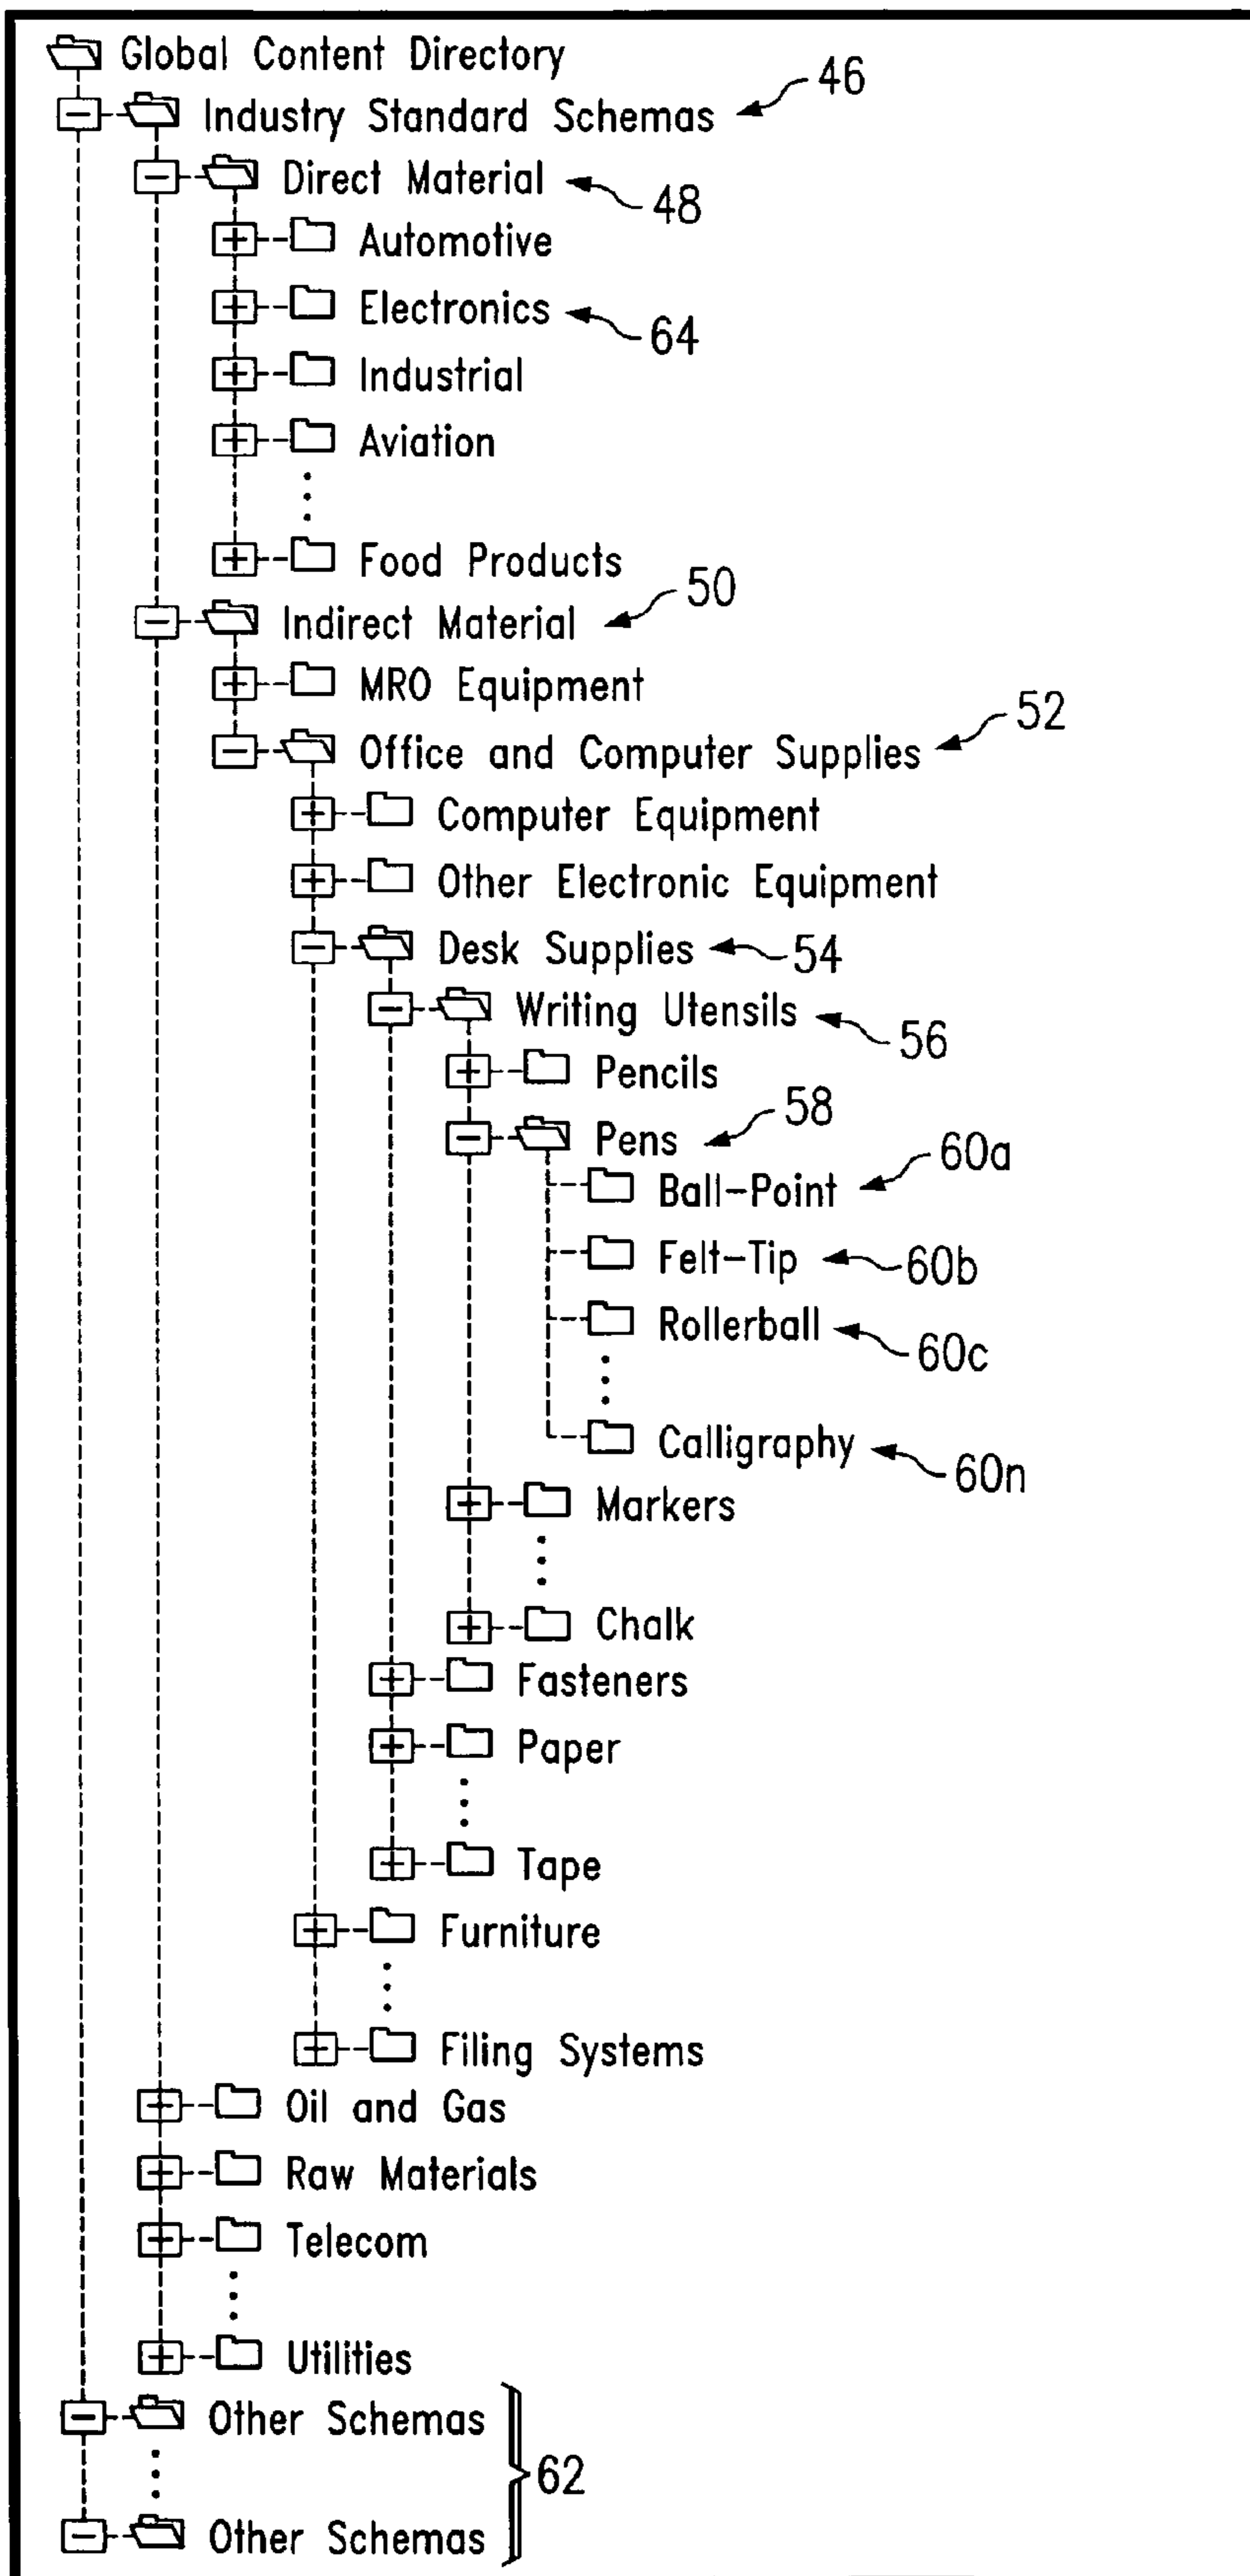 Global Content Directory
Industry Standard Schemas 46
Direct Material 48
Automotive
Electronics 64
Industrial
Aviation
Food Products
Indirect Material 50
MRO Equipment
Office and Computer Supplies 52
Computer Equipment
Other Electronic Equipment
Desk Supplies 54
Writing Utensils 56
Pencils
Pens 58
Ball-Point 60a
Felt-Tip 60b
Rollerball 60c
Calligraphy 60n
Markers
Chalk
Fasteners
Paper
Tape
Furniture
Filing Systems
Oil and Gas
Raw Materials
Telecom
Utilities
Other Schemas
62
Other Schemas